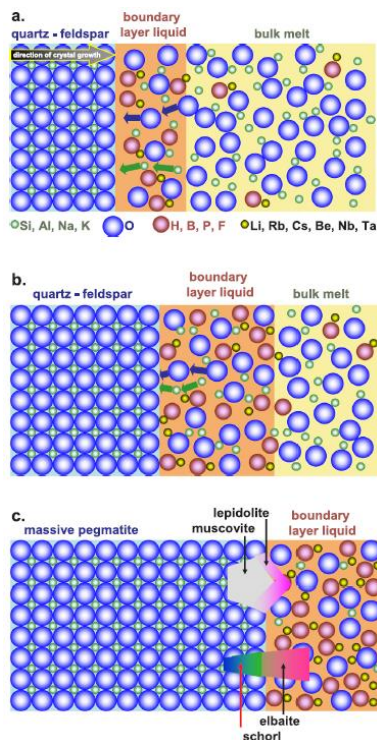 a.
boundary
layer liquid
quartz - feldspar
bulk melt
direction of crystal growth
Si, Al, Na, K
O
H, B, P, F
Li, Rb, Cs, Be, Nb, Ta
b.
boundary
layer liquid
quartz - feldspar
bulk melt
c.
lepidolite
muscovite
boundary
layer liquid
massive pegmatite
elbaite
schorl